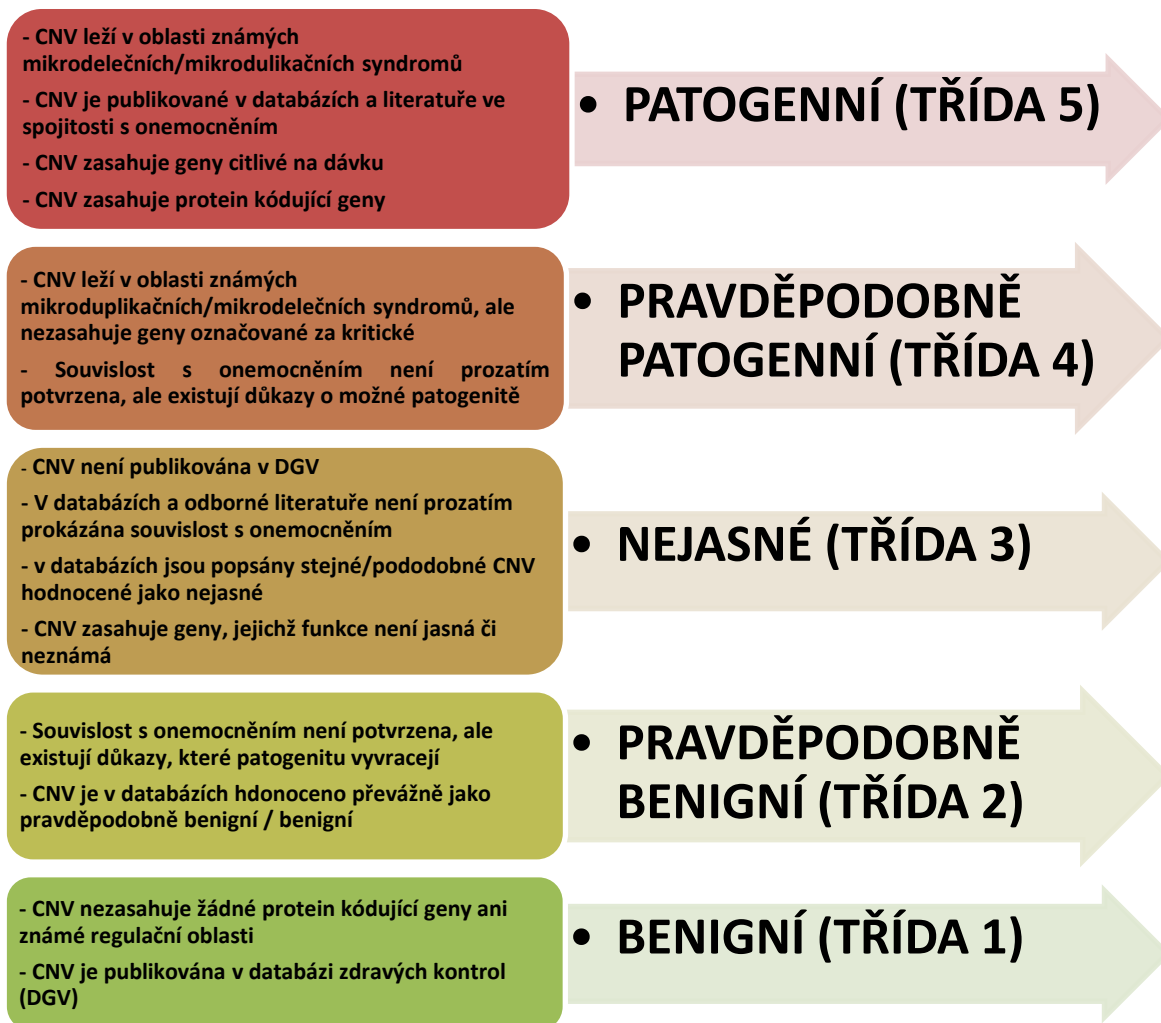 - CNV leží v oblasti známých
mikrodelečních/mikrodulikačních syndromů
- CNV je publikované v databázích a literatuře ve
spojitosti s onemocněním
- CNV zasahuje geny citlivé na dávku
- CNV zasahuje protein kódující geny
• PATOGENNÍ (TŘÍDA 5)
- CNV leží v oblasti známých
mikroduplikačních/mikrodelečních syndromů, ale
nezasahuje geny označované za kritické
- Souvislost s onemocněním není prozatím
potvrzena, ale existují důkazy o možné patogenitě
• PRAVDĚPODOBNĚ
PATOGENNÍ (TŘÍDA 4)
- CNV není publikována v DGV
- V databázích a odborné literatuře není prozatím
prokázána souvislost s onemocněním
- v databázích jsou popsány stejné/pododobné CNV
hodnocené jako nejasné
- CNV zasahuje geny, jejichž funkce není jasná či
neznámá
• NEJASNÉ (TŘÍDA 3)
- Souvislost s onemocněním není potvrzena, ale
existují důkazy, které patogenitu vyvracejí
- CNV je v databázích hdonoceno převážně jako
pravděpodobně benigní / benigní
• PRAVDĚPODOBNĚ
BENIGNÍ (TŘÍDA 2)
- CNV nezasahuje žádné protein kódující geny ani
známé regulační oblasti
- CNV je publikována v databázi zdravých kontrol
(DGV)
• BENIGNÍ (TŘÍDA 1)